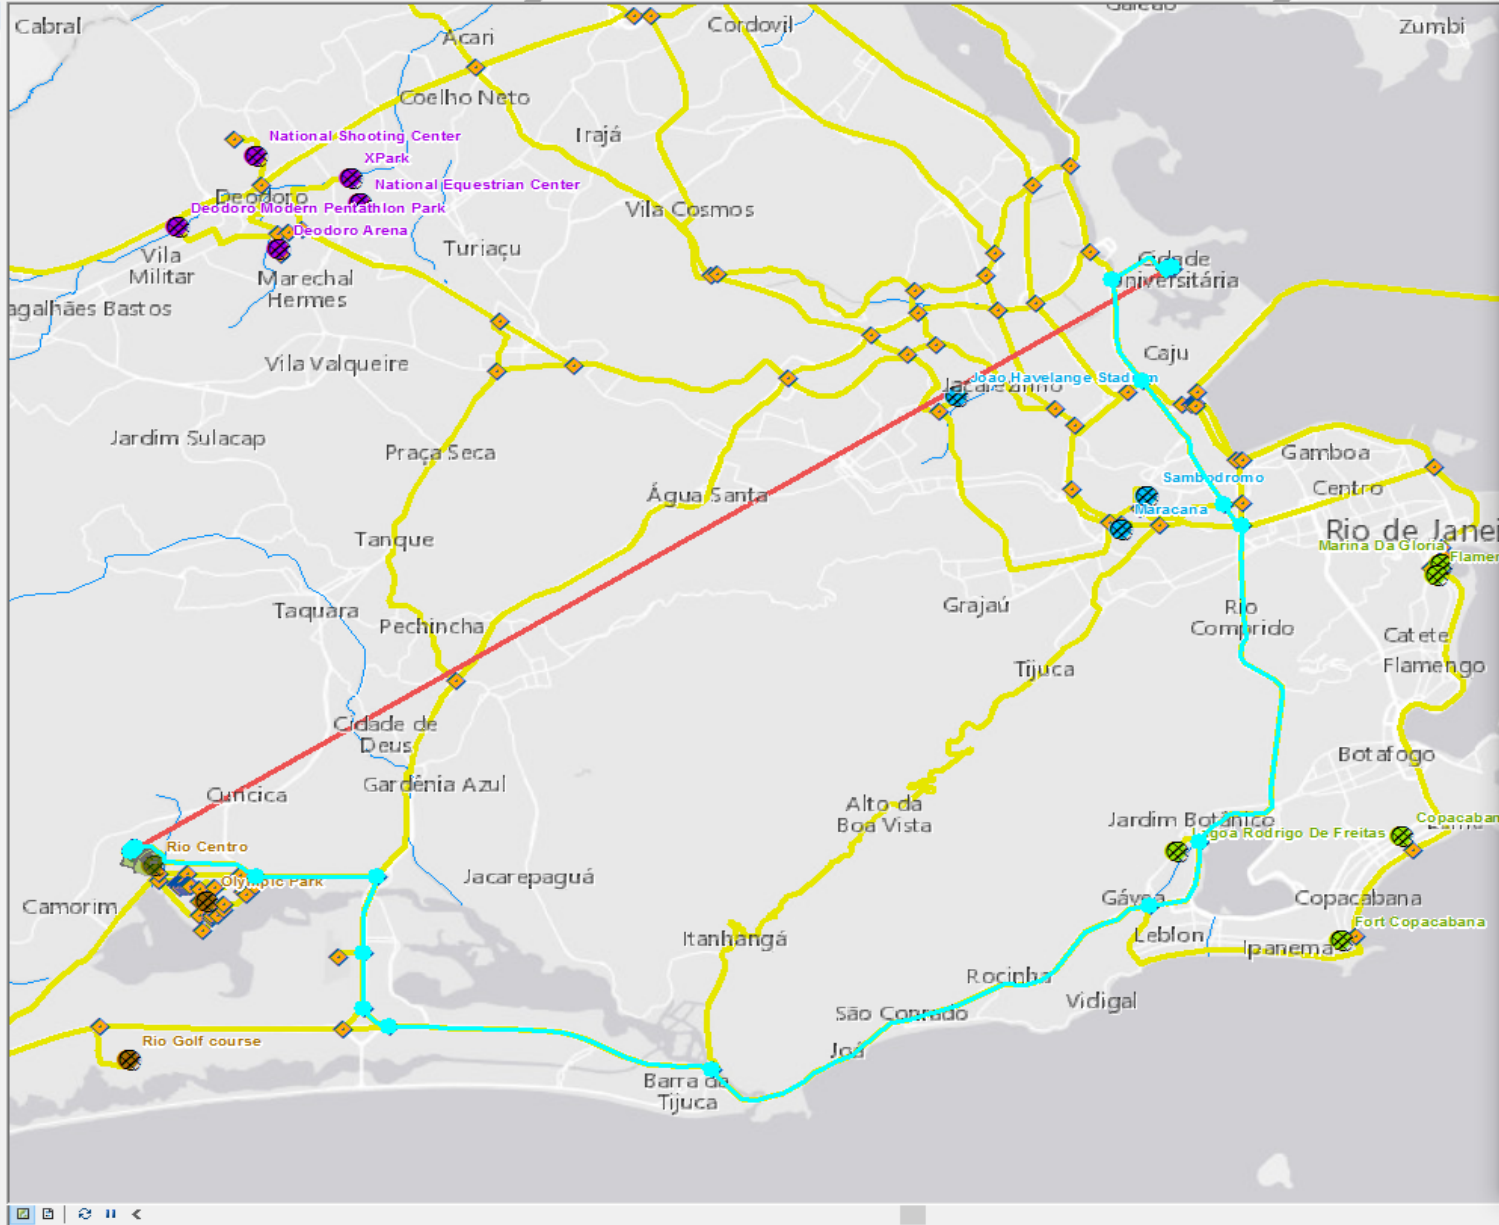 Cabral
Acari
Cordovil
Galeão
Zumbi
Coelho Neto
Irajá
National Shooting Center
XPark
National Equestrian Center
Deodoro
Deodoro Modern Pentathlon Park
Vila Cosmos
Deodoro Arena
Turiaçu
Vila
Militar
Marechal
Hermes
Cidade
Universitária
agalhães Bastos
Vila Valqueire
Caju
Joao Havelange Stadium
Jacarezinho
Jardim Sulacap
Praça Seca
Gamboa
Água Santa
Sambodromo
Centro
Maracana
Tanque
Rio de Janei
Marina Da Gloria
Flamen
Taquara
Pechincha
Grajaú
Rio
Comprido
Catete
Flamengo
Tijuca
Cidade de
Deus
Botafogo
Gardênia Azul
Curicica
Alto da
Boa Vista
Jardim Botânico
Copacaban
Lagoa Rodrigo De Freitas
Rio Centro
Olympic Park
Jacarepaguá
Camorim
Gávea
Copacabana
Fort Copacabana
Itanhangá
Leblon
Ipanema
Rocinha
Vidigal
São Conrado
Rio Golf course
Joá
Barra da
Tijuca